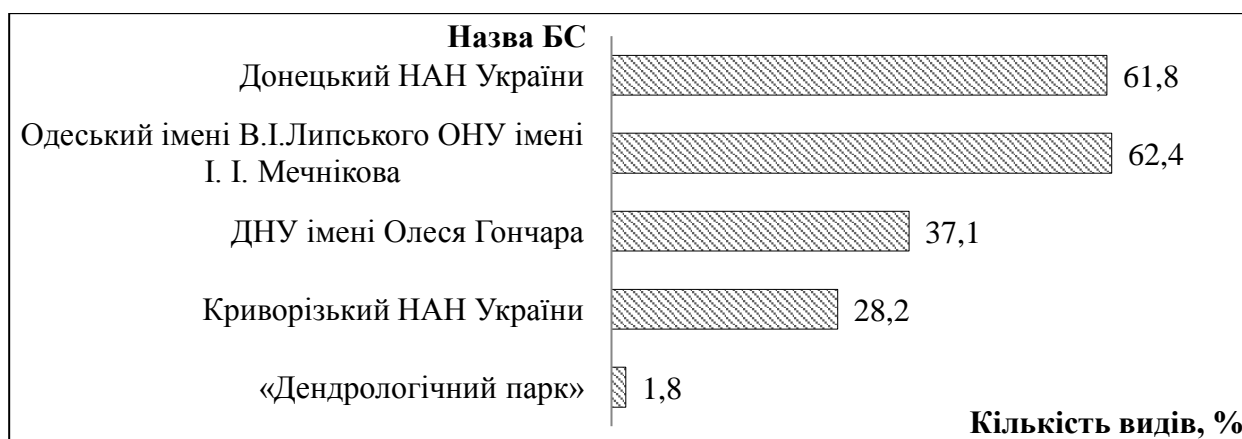 Назва БС
Донецький НАН України
61,8
Одеський імені В.І.Липського ОНУ імені
І. І. Мечнікова
62,4
ДНУ імені Олеся Гончара
37,1
Криворізький НАН України
28,2
«Дендрологічний парк»
1,8
Кількість видів, %